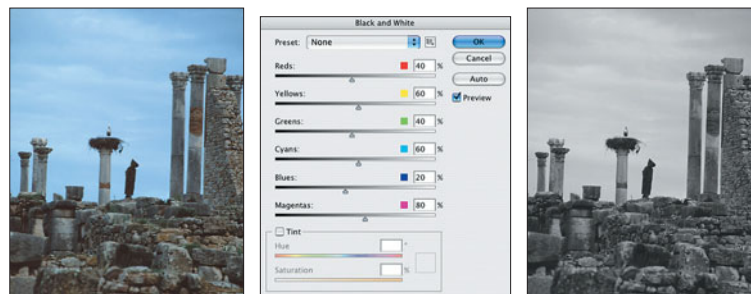 Black and White
Preset: None
OK
Cancel
Auto
Preview
Reds: 40 %
Yellows: 60 %
Greens: 40 %
Cyans: 60 %
Blues: 20 %
Magentas: 80 %
Tint
Hue °
Saturation %